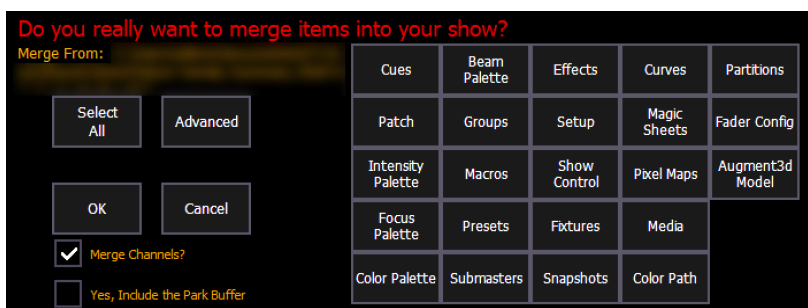 Do you really want to merge items into your show?
Merge From:
Select All
Advanced
OK
Cancel
Merge Channels?
Yes, Include the Park Buffer
Cues
Beam Palette
Effects
Curves
Partitions
Patch
Groups
Setup
Magic Sheets
Fader Config
Intensity Palette
Macros
Show Control
Pixel Maps
Augment3d Model
Focus Palette
Presets
Fixtures
Media
Color Palette
Submasters
Snapshots
Color Path